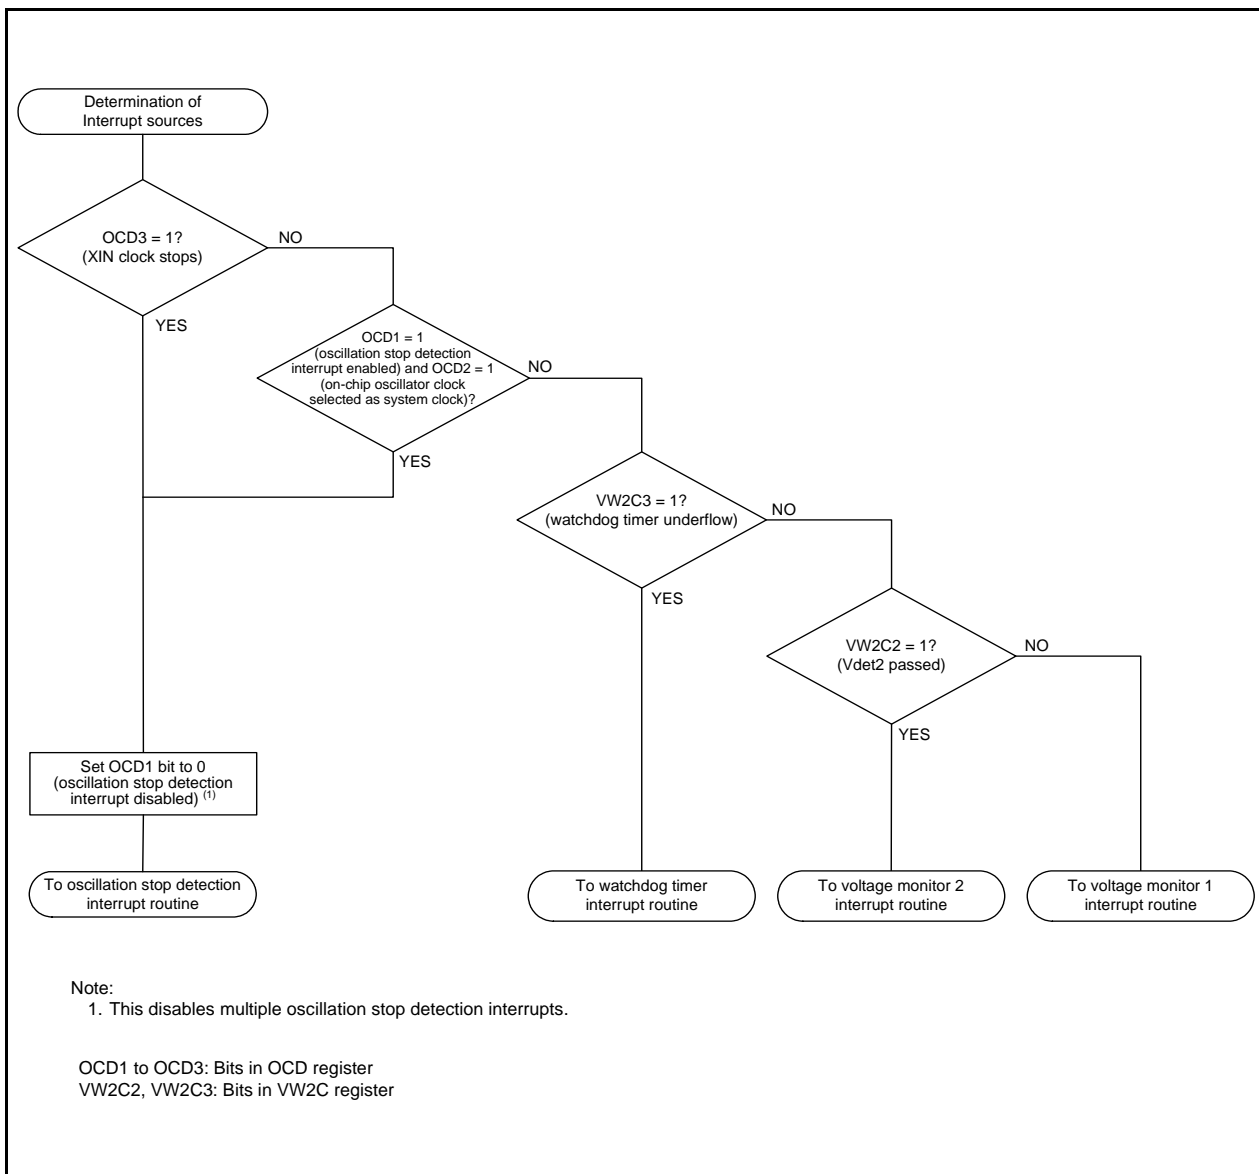 Determination of
Interrupt sources
OCD3 = 1?
(XIN clock stops)
NO
YES
OCD1 = 1
(oscillation stop detection
interrupt enabled) and OCD2 = 1
(on-chip oscillator clock
selected as system clock)?
NO
YES
VW2C3 = 1?
(watchdog timer underflow)
NO
YES
VW2C2 = 1?
(Vdet2 passed)
NO
YES
Set OCD1 bit to 0
(oscillation stop detection
interrupt disabled) (1)
To oscillation stop detection
interrupt routine
To watchdog timer
interrupt routine
To voltage monitor 2
interrupt routine
To voltage monitor 1
interrupt routine
Note:
1. This disables multiple oscillation stop detection interrupts.
OCD1 to OCD3: Bits in OCD register
VW2C2, VW2C3: Bits in VW2C register